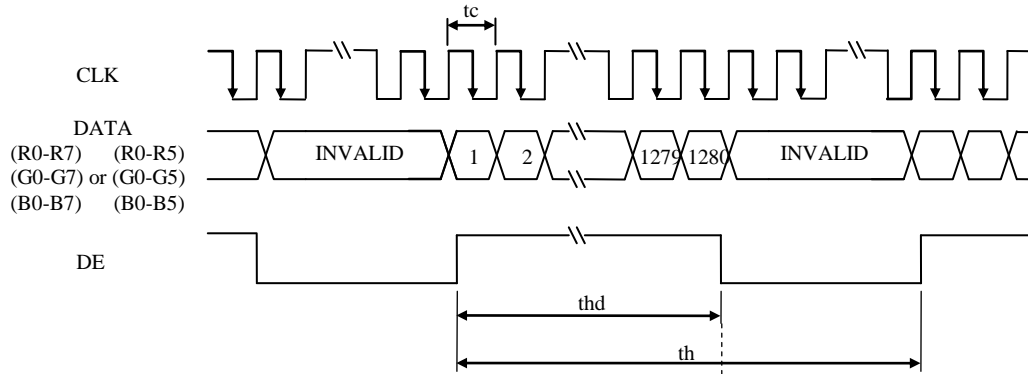 tc
CLK
DATA
(R0-R7) (R0-R5)
(G0-G7) or (G0-G5)
(B0-B7) (B0-B5)
INVALID 1 2 1279 1280 INVALID
DE
thd
th